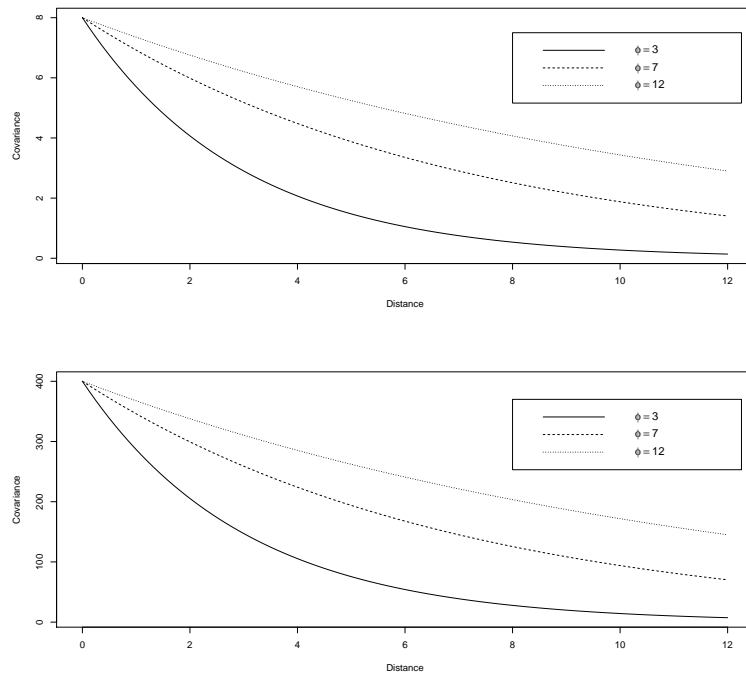 8
6
4
2
0
Covariance
ϕ = 3
ϕ = 7
ϕ = 12
0 2 4 6 8 10 12
Distance
400
300
200
100
0
Covariance
ϕ = 3
ϕ = 7
ϕ = 12
0 2 4 6 8 10 12
Distance